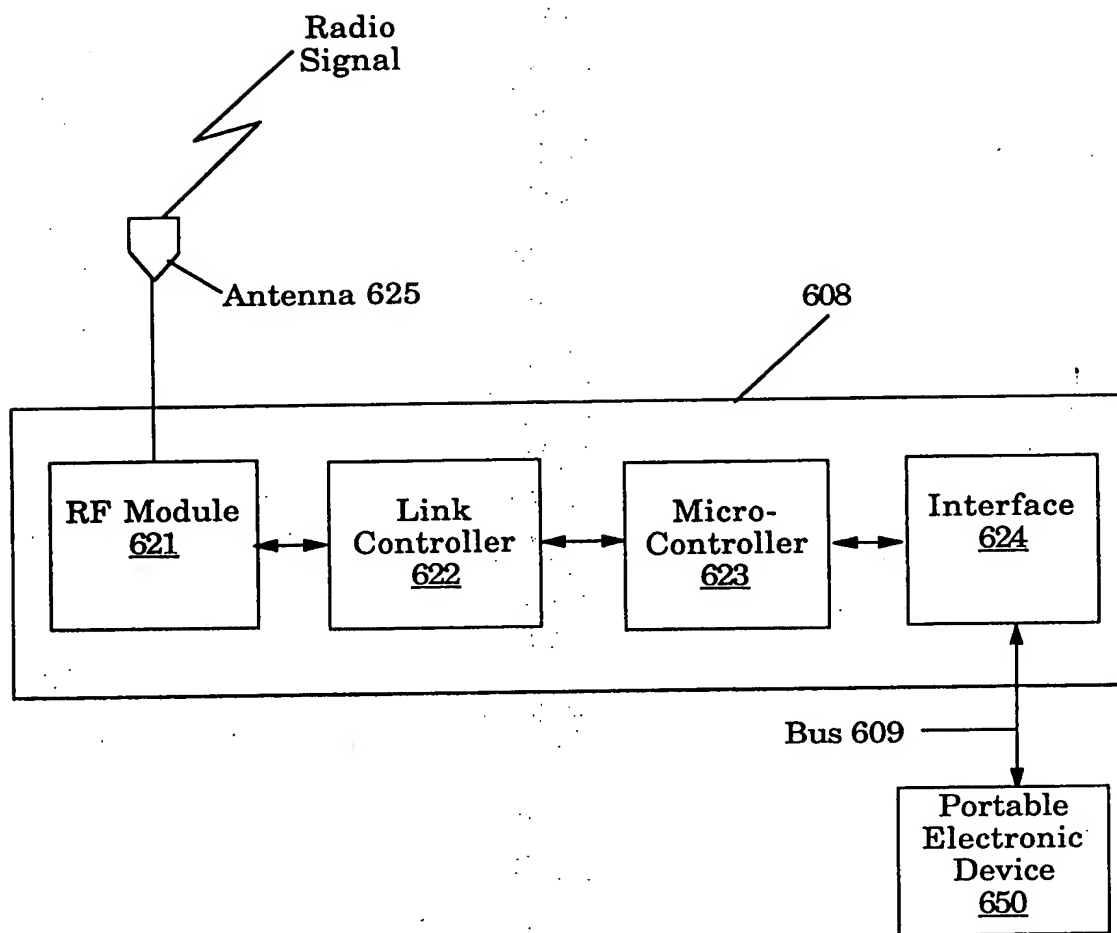 Radio
Signal
Antenna 625
608
RF Module
621
Link
Controller
622
Micro-
Controller
623
Interface
624
Bus 609
Portable
Electronic
Device
650